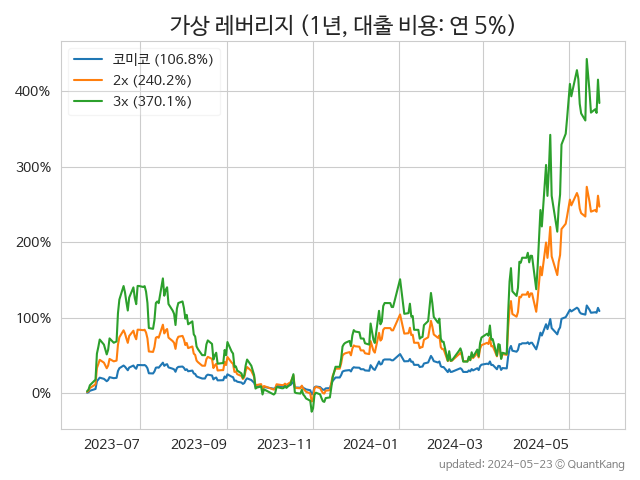 가상 레버리지 (1년, 대출 비용: 연 5%)
코미코 (106.8%)
2x (240.2%)
3x (370.1%)
400%
300%
200%
100%
0%
2023-07 2023-09 2023-11 2024-01 2024-03 2024-05
updated: 2024-05-23 © QuantKang